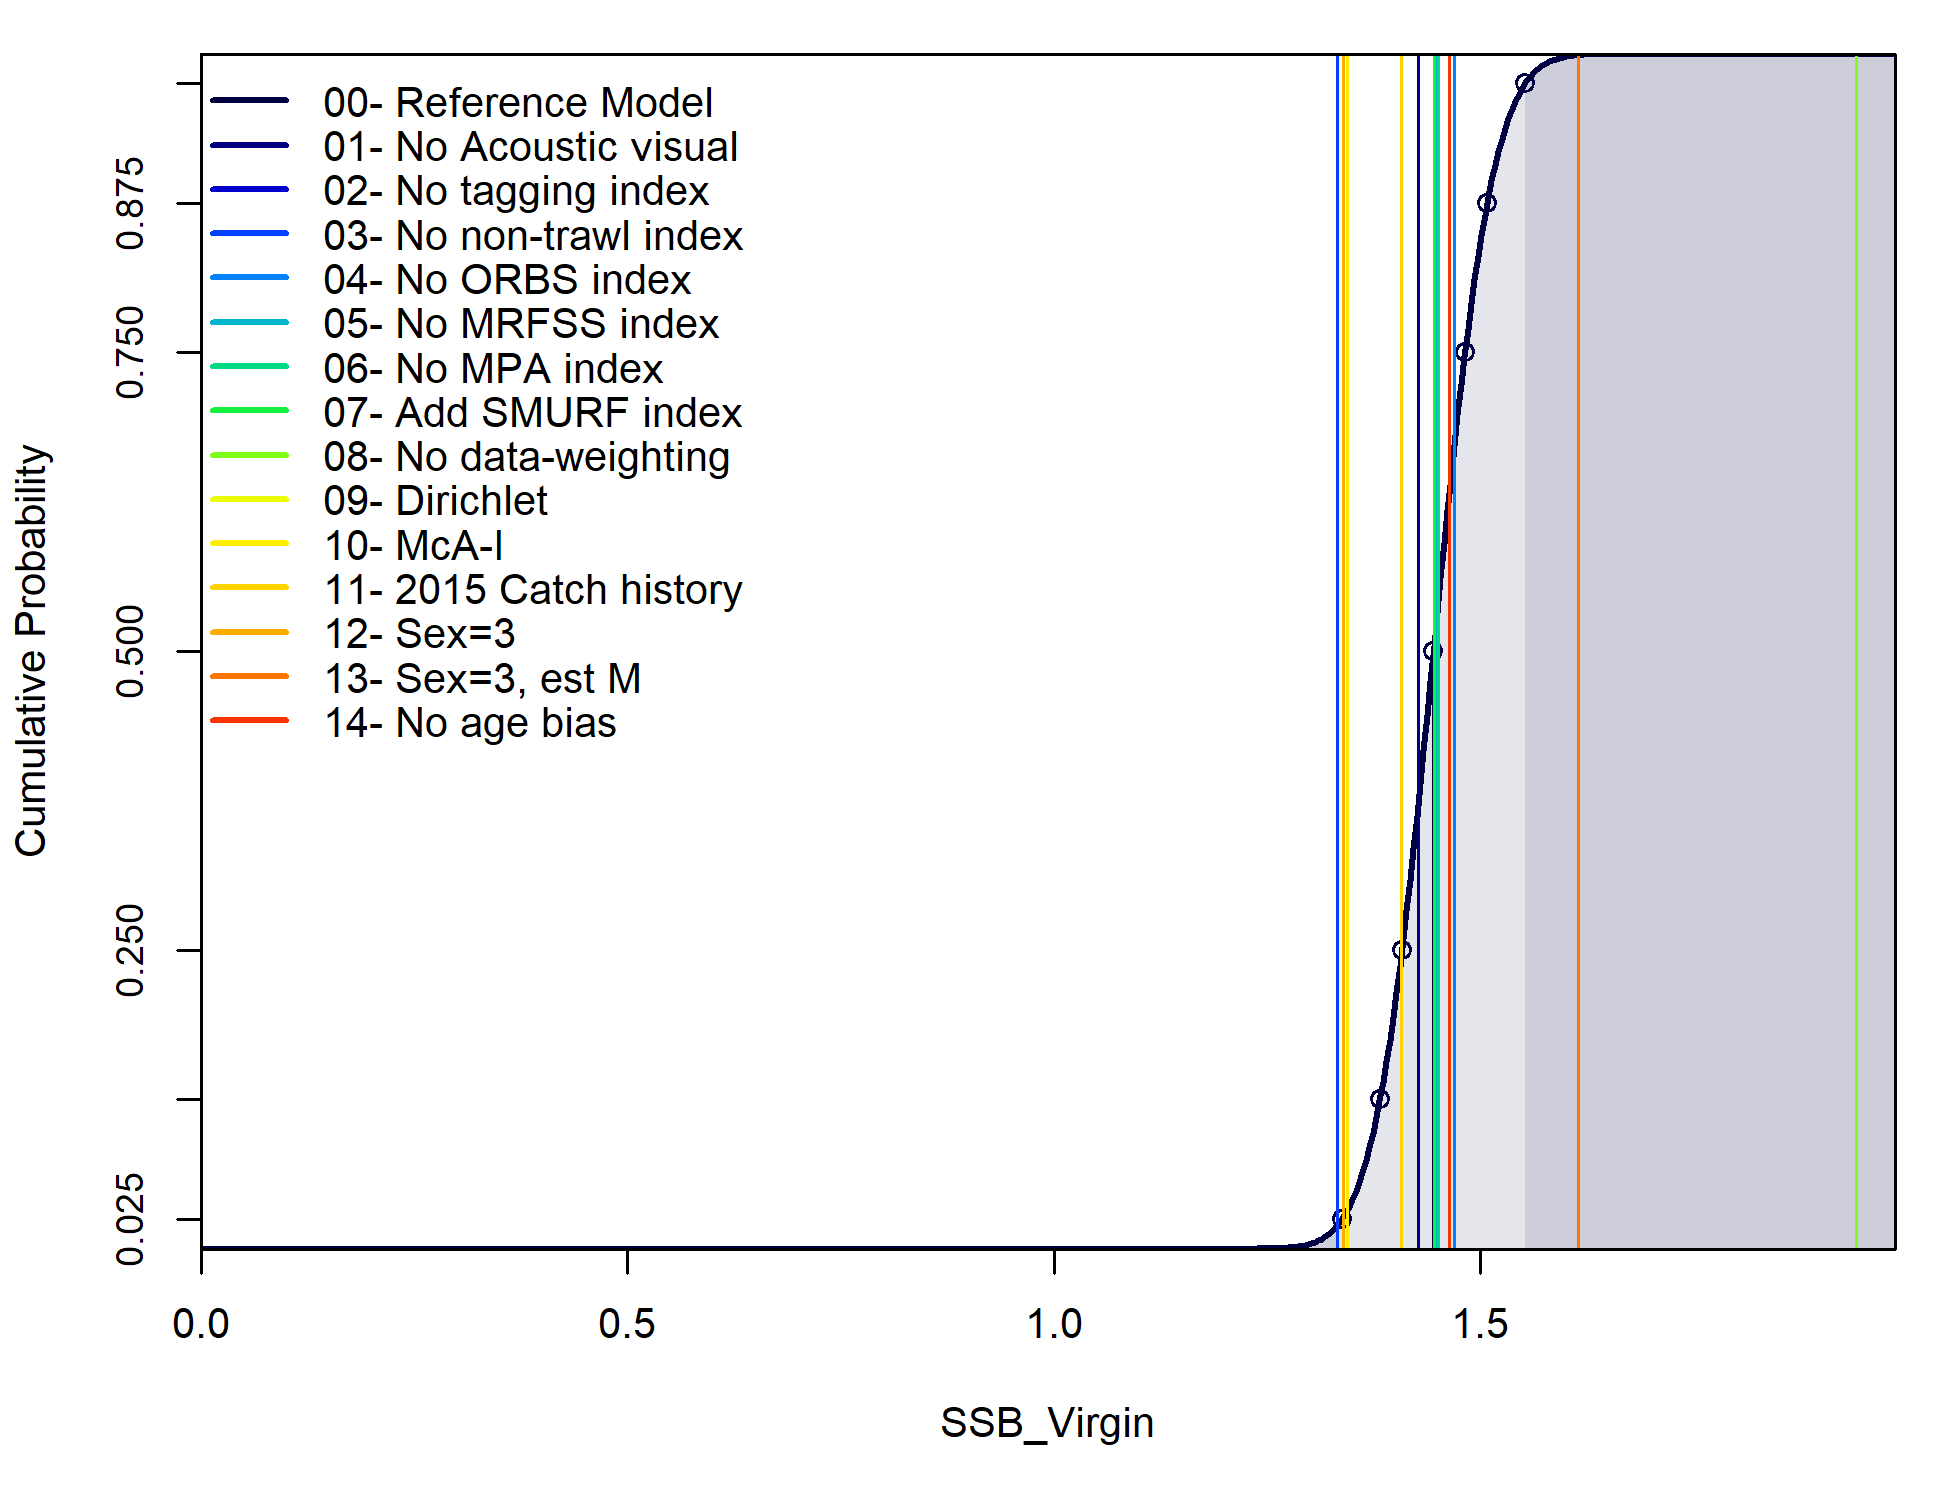 00- Reference Model
01- No Acoustic visual
02- No tagging index
03- No non-trawl index
04- No ORBS index
05- No MRFSS index
06- No MPA index
07- Add SMURF index
08- No data-weighting
09- Dirichlet
10- McA-I
11- 2015 Catch history
12- Sex=3
13- Sex=3, est M
14- No age bias
Cumulative Probability
0.875
0.750
0.500
0.250
0.025
0.0
0.5
1.0
1.5
SSB_Virgin